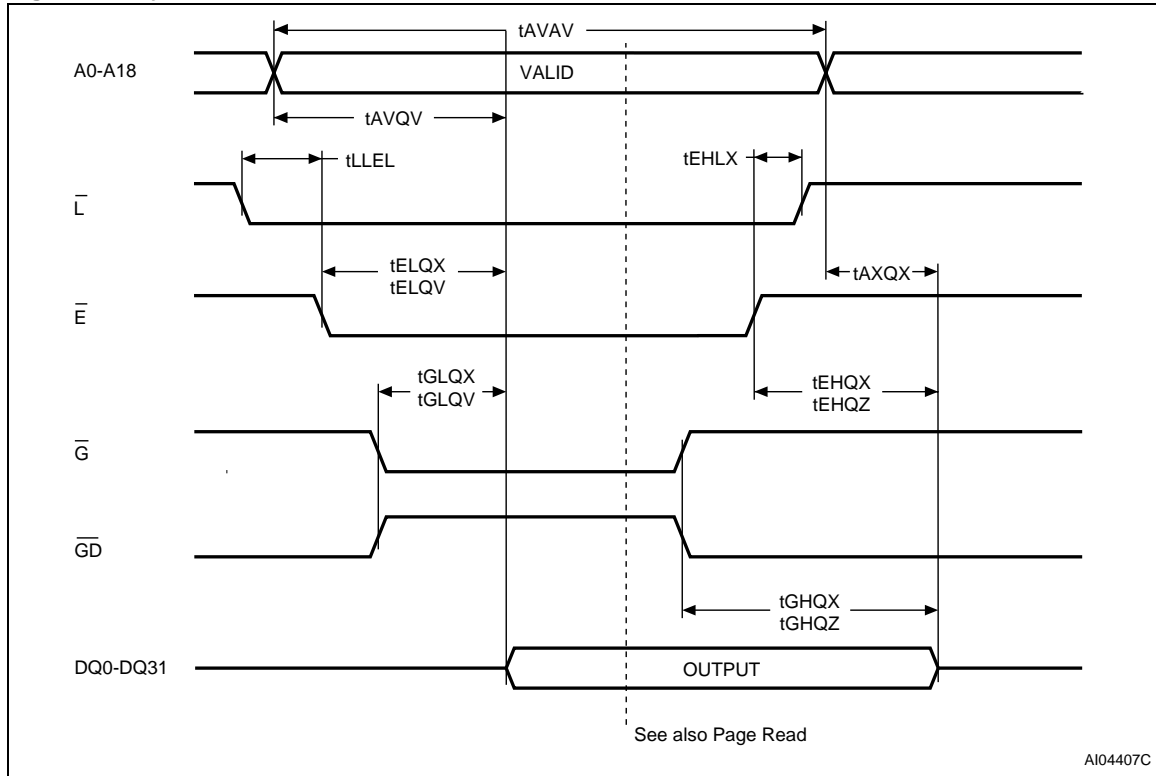 tAVAV
A0-A18
VALID
tAVQV
tLLEL
tEHLX
L̅
tELQX
tELQV
tAXQX
E̅
tGLQX
tGLQV
tEHQX
tEHQZ
G̅
G̅D̅
tGHQX
tGHQZ
DQ0-DQ31
OUTPUT
See also Page Read
AI04407C